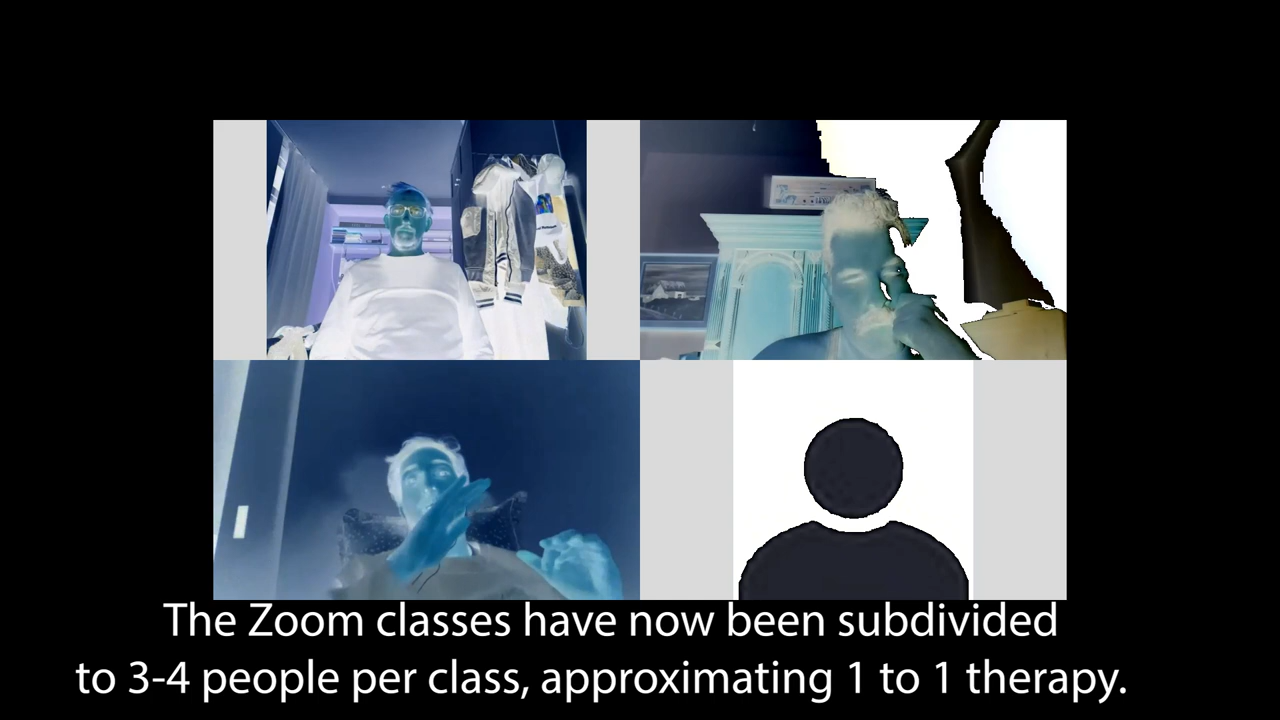 The Zoom classes have now been subdivided
to 3-4 people per class, approximating 1 to 1 therapy.